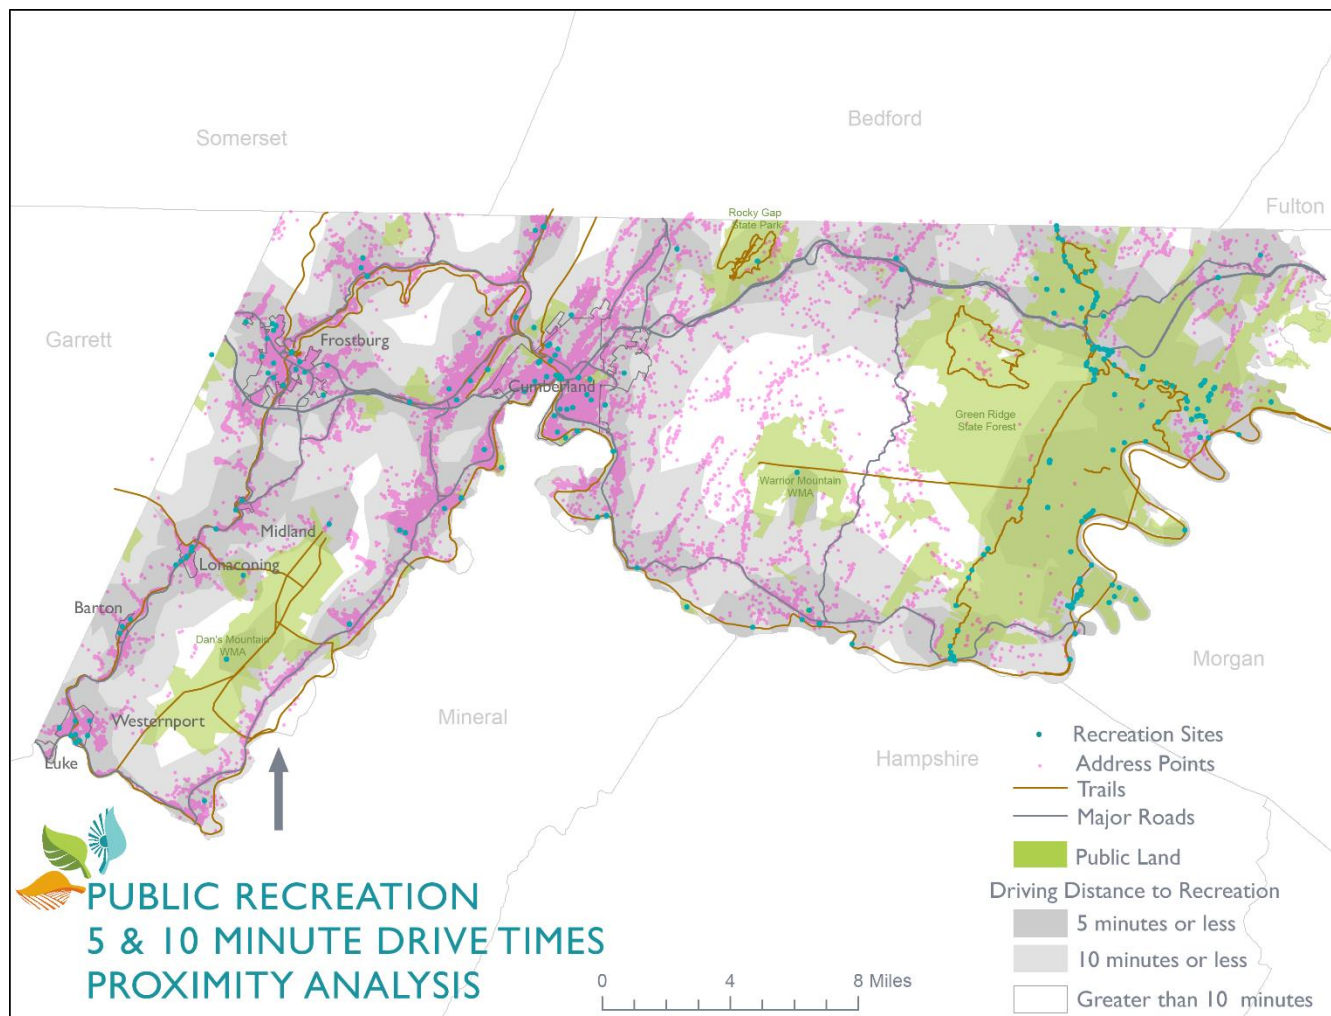 Somerset
Bedford
Fulton
Rocky Gap
State Park
Garrett
Frostburg
Cumberland
Green Ridge
State Forest
Warrior Mountain
WMA
Midland
Lonaconing
Barton
Dan's Mountain
WMA
Morgan
Mineral
Westernport
Hampshire
Luke
Recreation Sites
Address Points
Trails
Major Roads
Public Land
Driving Distance to Recreation
5 minutes or less
10 minutes or less
Greater than 10 minutes
PUBLIC RECREATION
5 & 10 MINUTE DRIVE TIMES
PROXIMITY ANALYSIS
0 4 8 Miles